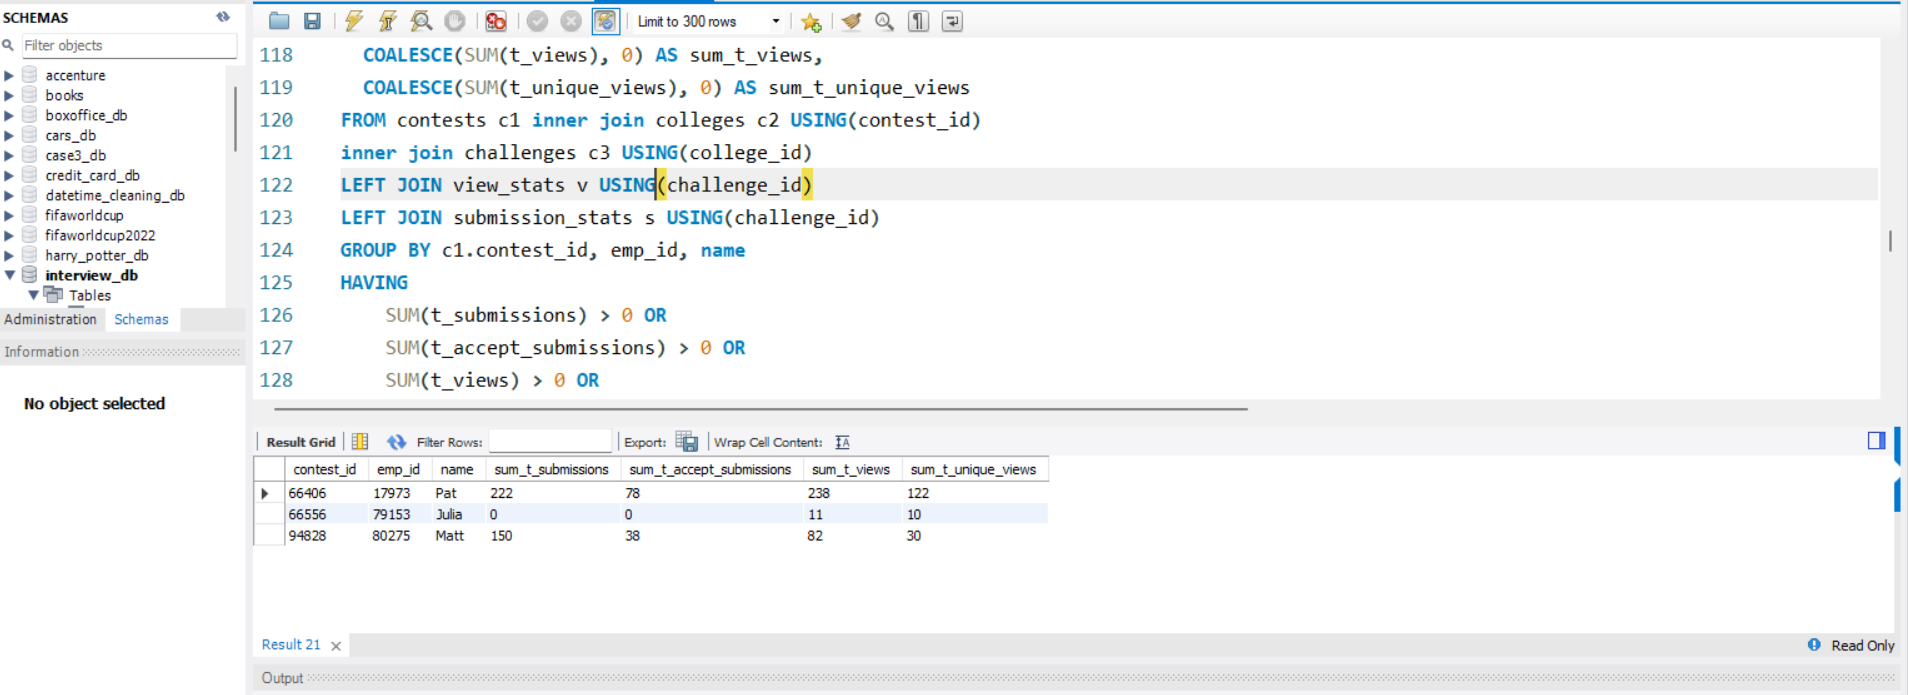 SCHEMAS
Filter objects
accenture
books
boxoffice_db
cars_db
case3_db
credit_card_db
datetime_cleaning_db
fifaworldcup
fifaworldcup2022
harry_potter_db
interview_db
Tables
Administration Schemas
Information
No object selected
Limit to 300 rows
118 COALESCE(SUM(t_views), 0) AS sum_t_views,
119 COALESCE(SUM(t_unique_views), 0) AS sum_t_unique_views
120 FROM contests c1 inner join colleges c2 USING(contest_id)
121 inner join challenges c3 USING(college_id)
122 LEFT JOIN view_stats v USING(challenge_id)
123 LEFT JOIN submission_stats s USING(challenge_id)
124 GROUP BY c1.contest_id, emp_id, name
125 HAVING
126 SUM(t_submissions) > 0 OR
127 SUM(t_accept_submissions) > 0 OR
128 SUM(t_views) > 0 OR
Result Grid Filter Rows: Export: Wrap Cell Content: IA
contest_id emp_id name sum_t_submissions sum_t_accept_submissions sum_t_views sum_t_unique_views
66406 17973 Pat 222 78 238 122
66556 79153 Julia 0 0 11 10
94828 80275 Matt 150 38 82 30
Result 21
Read Only
Output